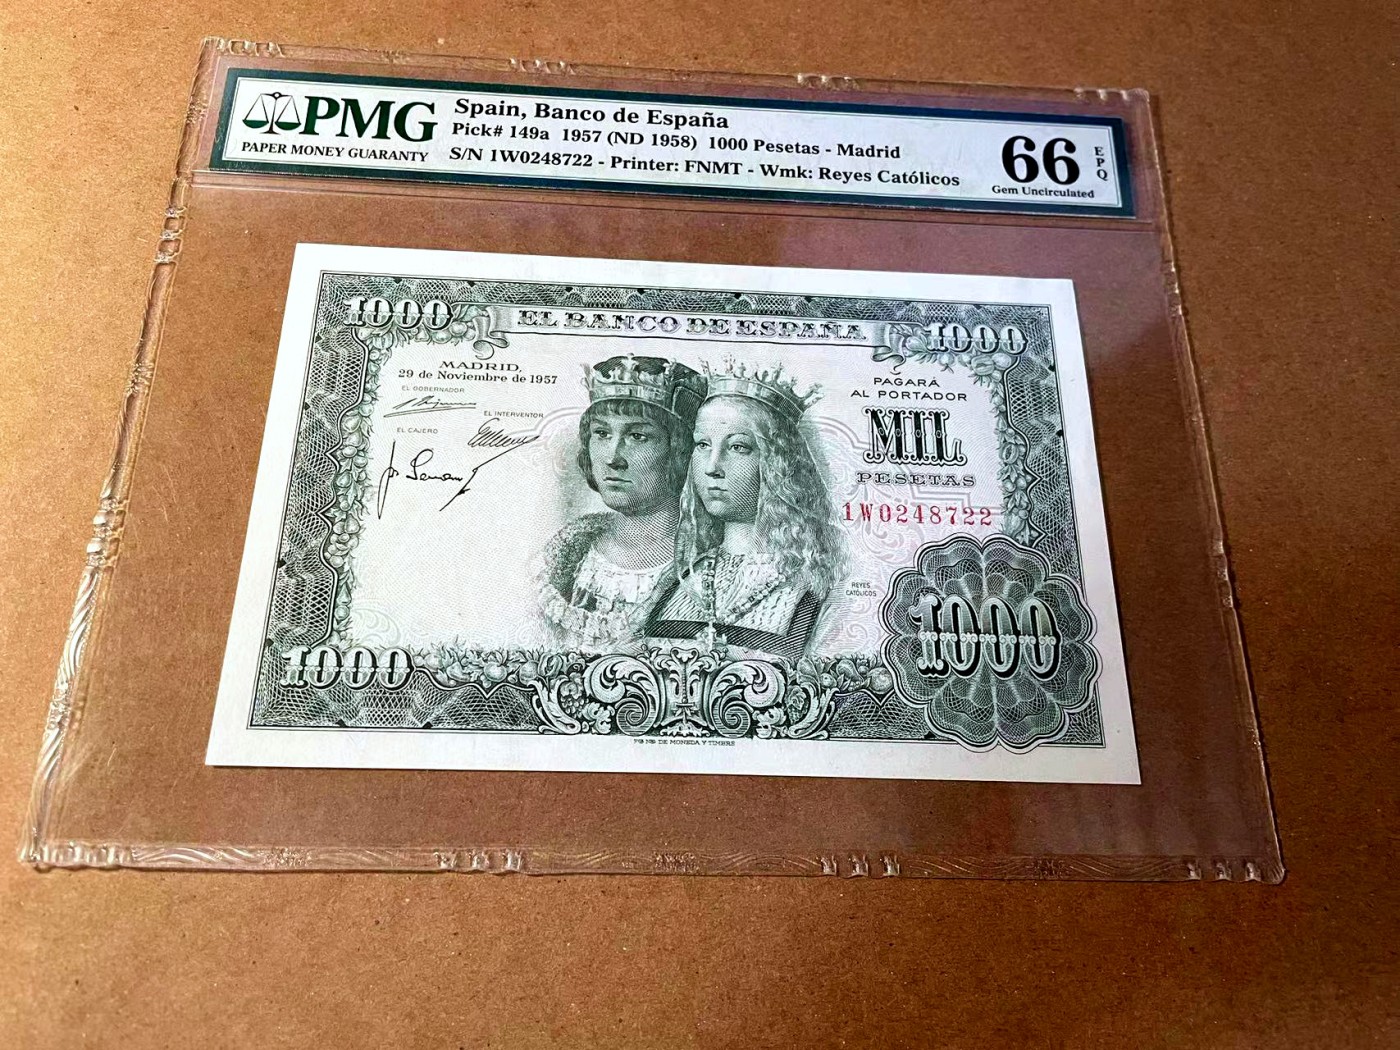 PMG
PAPER MONEY GUARANTY
Spain, Banco de España
Pick# 149a 1957 (ND 1958) 1000 Pesetas - Madrid
S/N 1W0248722 - Printer: FNMT - Wmk: Reyes Católicos
66
EPQ
Gem Uncirculated
1000
EL BANCO DE ESPAÑA
1000
MADRID,
29 de Noviembre de 1957
EL GOBERNADOR
EL INTERVENTOR
EL CAJERO
PAGARÁ
AL PORTADOR
MIL
PESETAS
1W0248722
REYES
CATÓLICOS
1000
1000
DE MONEDA Y TIMBRE